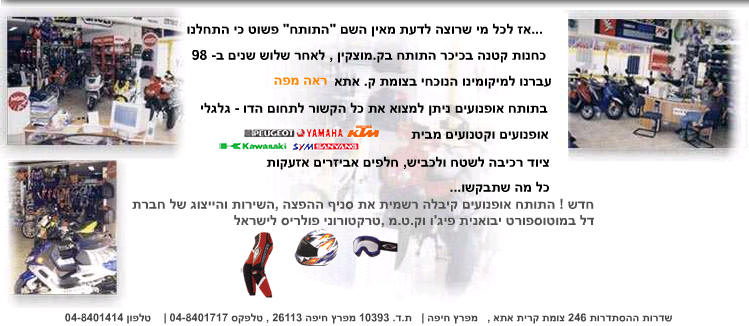 ...אז לכל מי שרוצה לדעת מאין השם "התותח" פשוט כי התחלנו
כחנות קטנה בכיכר התותח בק.מוצקין , לאחר שלוש שנים ב- 98
עברנו למיקומינו הנוכחי בצומת ק. אתא ראה מפה
בתותח אופנועים ניתן למצוא את כל הקשור לתחום הדו - גלגלי
אופנועים וקטנועים מבית PEUGEOT YAMAHA KTM
Kawasaki SYM SANYANG
ציוד רכיבה לשטח ולכביש, חלפים אביזרים אזעקות
כל מה שתבקשו...
חדש ! התותח אופנועים קיבלה רשמית את סניף ההפצה ,השירות והייצוג של חברת
דל במוטוספורט יבואנית פיג'ו וק.ט.מ ,טרקטורוני פולריס לישראל
שדרות ההסתדרות 246 צומת קרית אתא , מפרץ חיפה | ת.ד. 10393 מפרץ חיפה 26113 , טלפקס 04-8401717 | טלפון 04-8401414